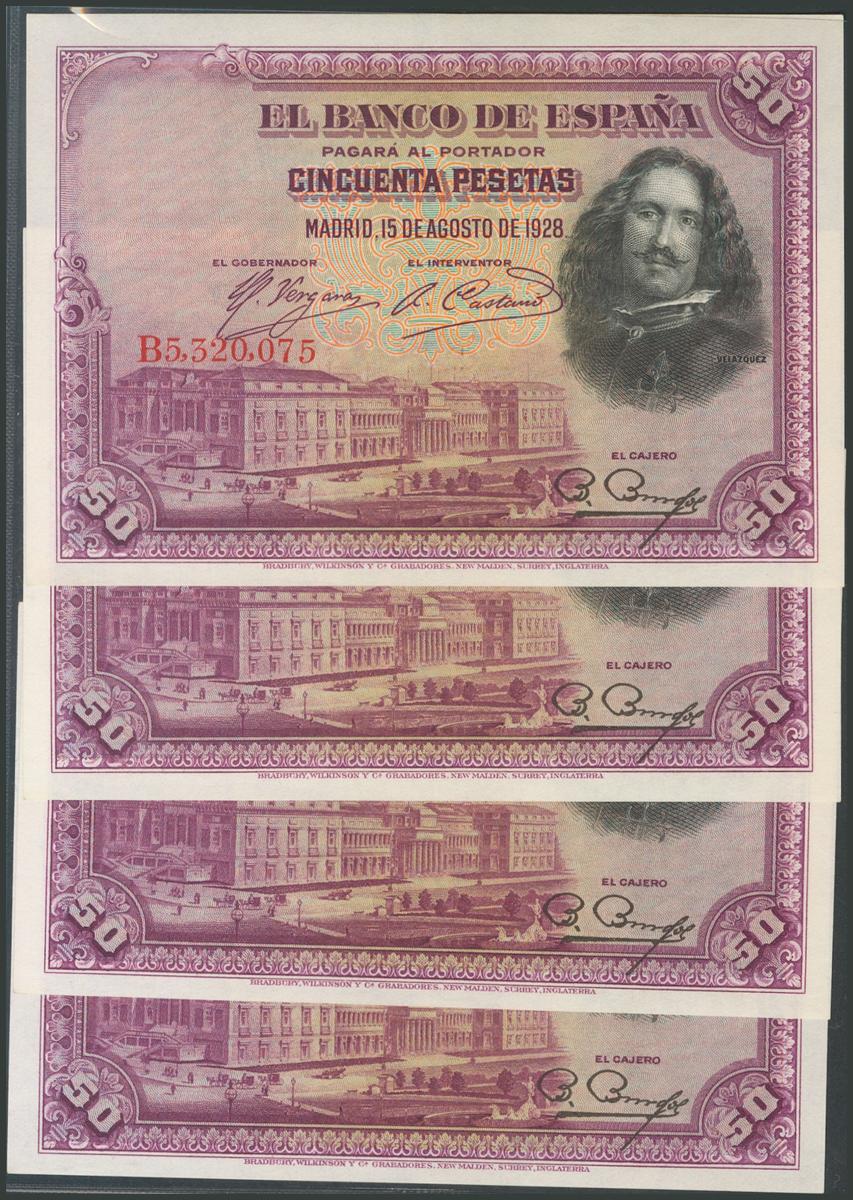 50
EL BANCO DE ESPAÑA
PAGARÁ AL PORTADOR
CINCUENTA PESETAS
MADRID, 15 DE AGOSTO DE 1928
EL GOBERNADOR EL INTERVENTOR
Vergara Castaño
B5,320,075
VELAZQUEZ
EL CAJERO
50 50
BRADBURY, WILKINSON Y Cª GRABADORES. NEW MALDEN, SURREY, INGLATERRA
EL CAJERO
50 50
BRADBURY, WILKINSON Y Cª GRABADORES. NEW MALDEN, SURREY, INGLATERRA
EL CAJERO
50 50
BRADBURY, WILKINSON Y Cª GRABADORES. NEW MALDEN, SURREY, INGLATERRA
EL CAJERO
50 50
BRADBURY, WILKINSON Y Cª GRABADORES. NEW MALDEN, SURREY, INGLATERRA